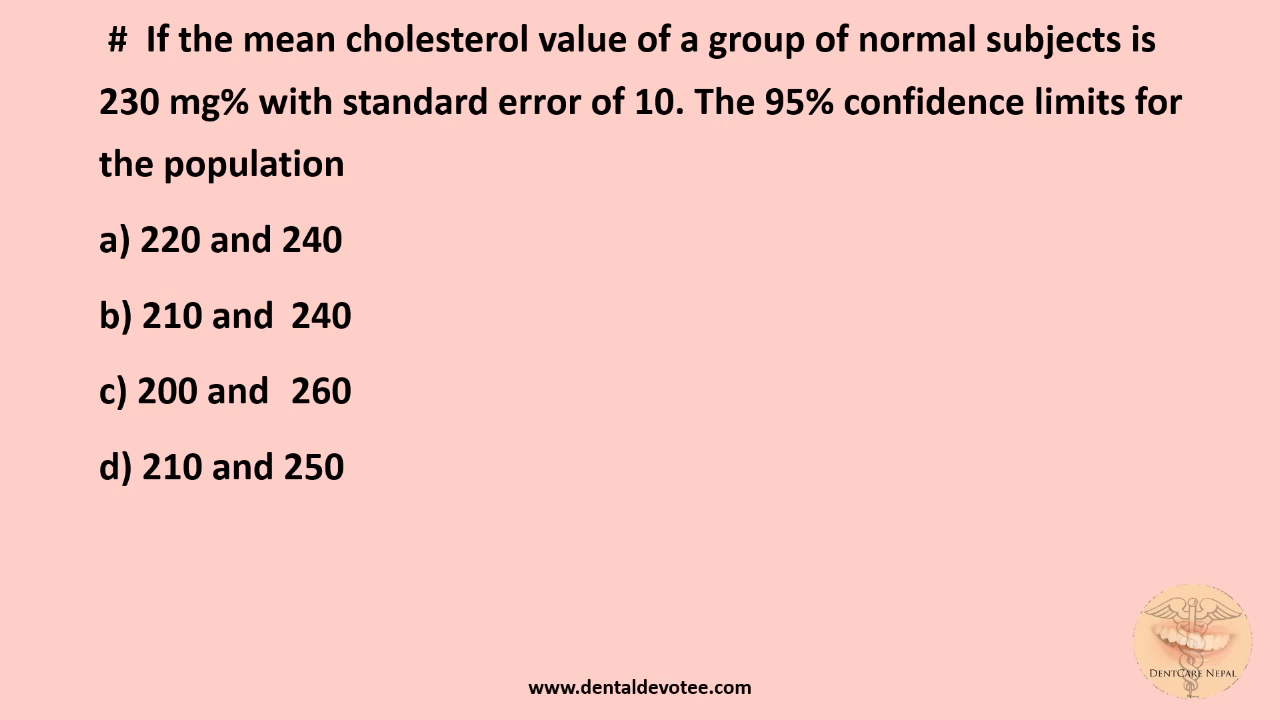 # If the mean cholesterol value of a group of normal subjects is
230 mg% with standard error of 10. The 95% confidence limits for
the population
a) 220 and 240
b) 210 and 240
c) 200 and 260
d) 210 and 250
DENTCARE NEPAL
www.dentaldevotee.com